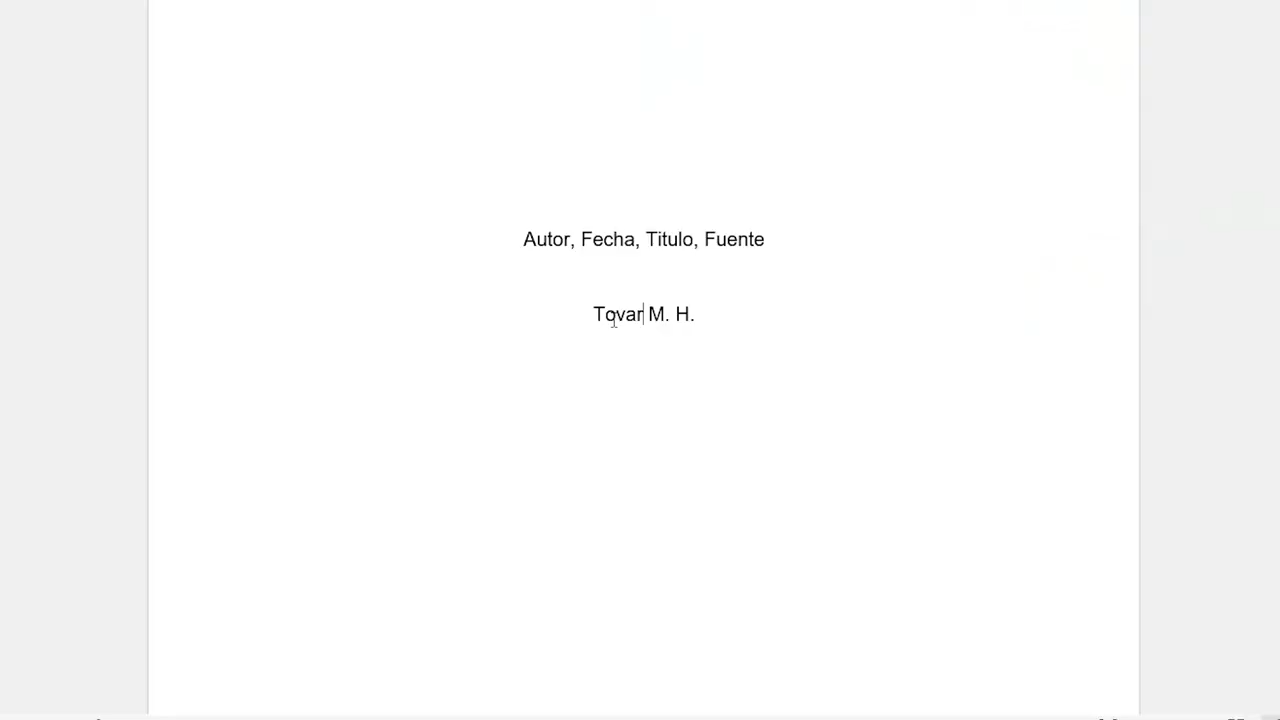 Autor, Fecha, Titulo, Fuente
Tovar M. H.